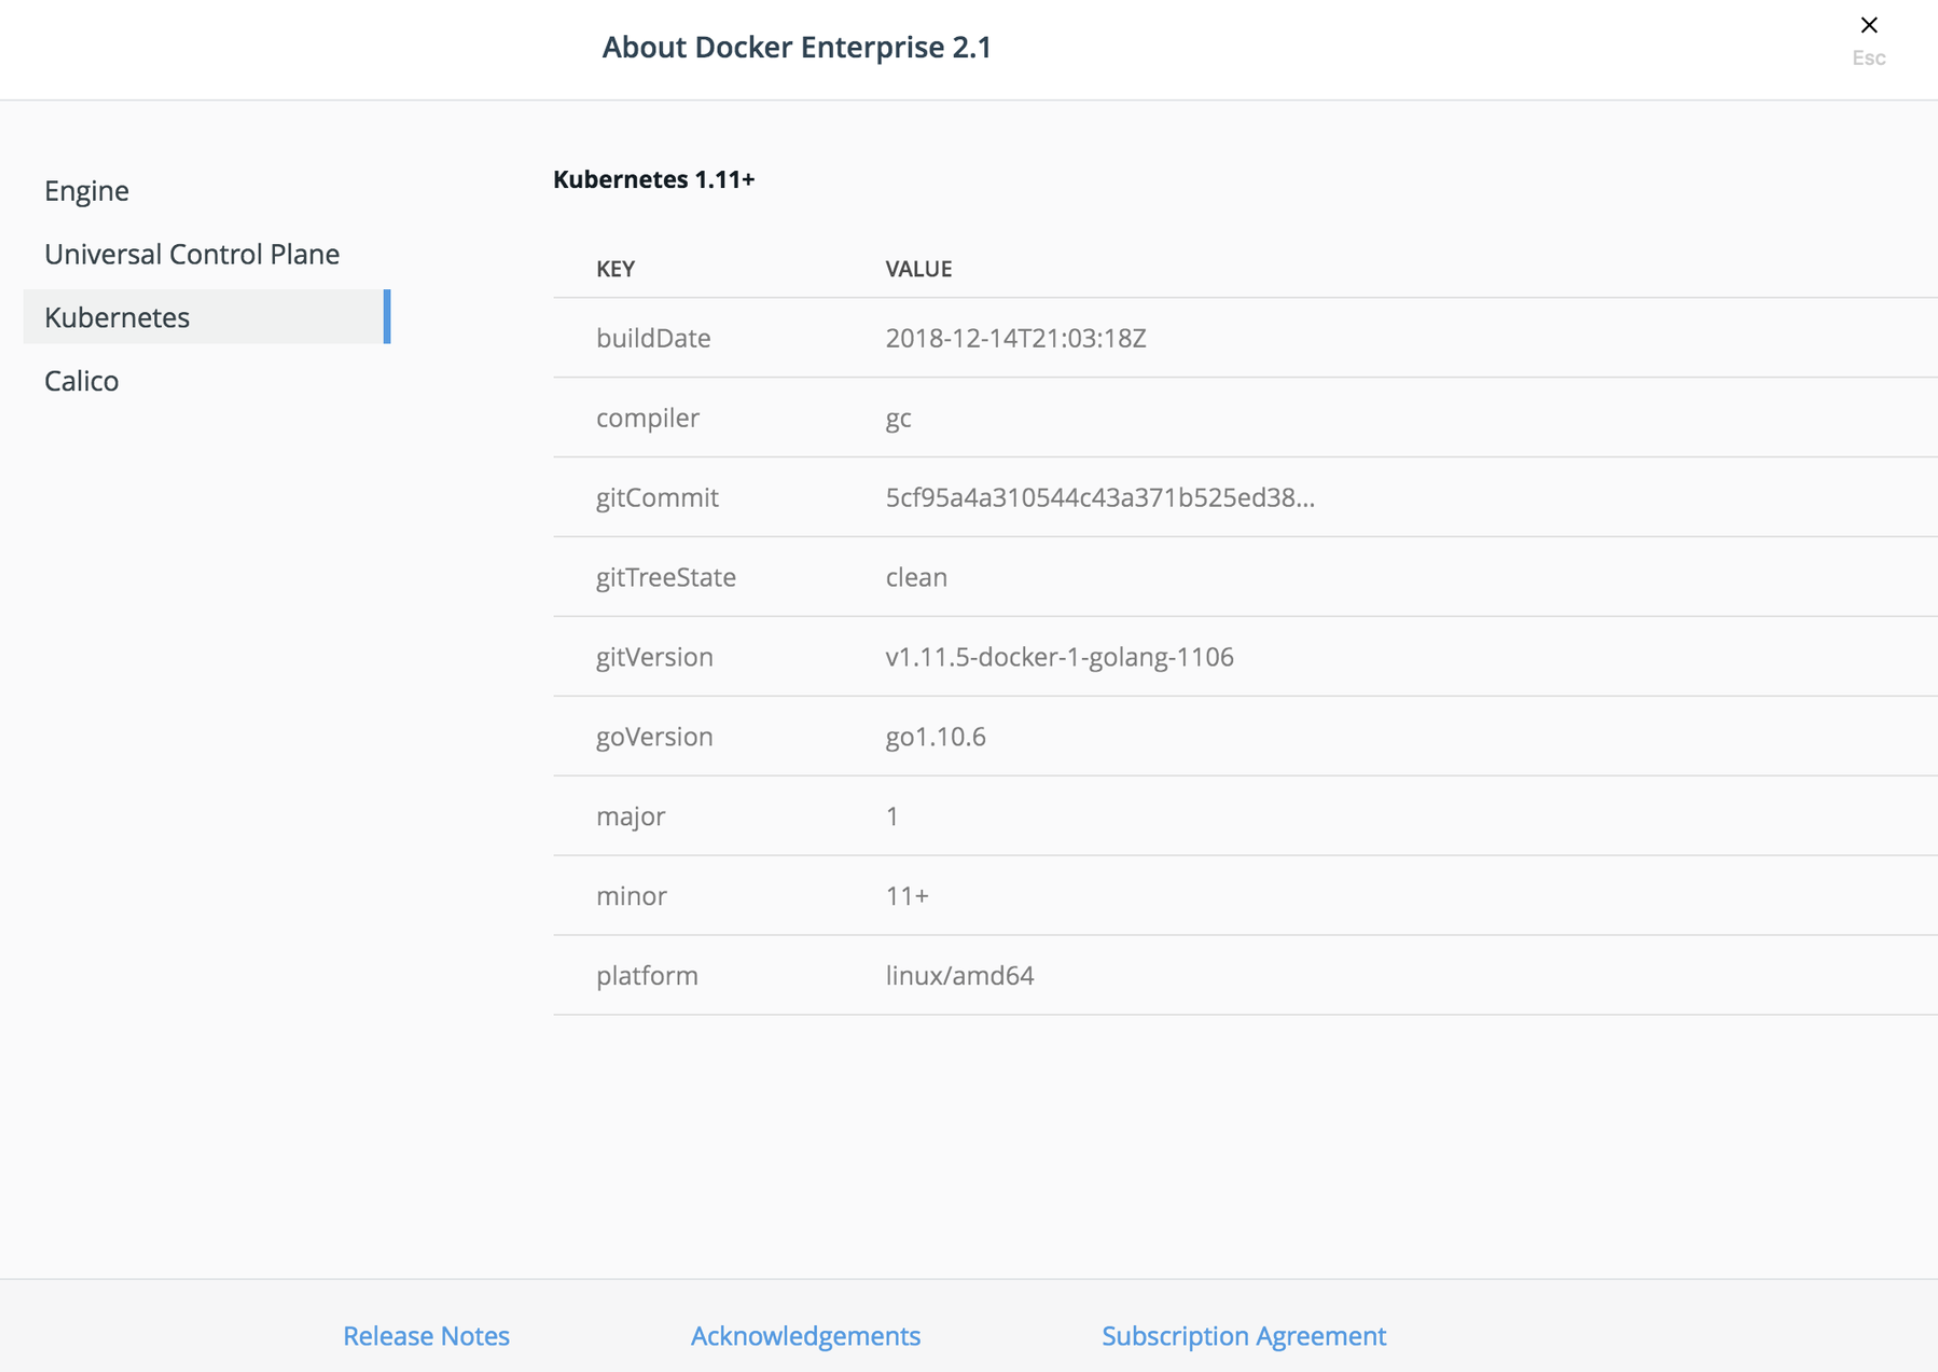 About Docker Enterprise 2.1
Esc
Engine
Universal Control Plane
Kubernetes
Calico
Kubernetes 1.11+
KEY VALUE
buildDate 2018-12-14T21:03:18Z
compiler gc
gitCommit 5cf95a4a310544c43a371b525ed38...
gitTreeState clean
gitVersion v1.11.5-docker-1-golang-1106
goVersion go1.10.6
major 1
minor 11+
platform linux/amd64
Release Notes Acknowledgements Subscription Agreement